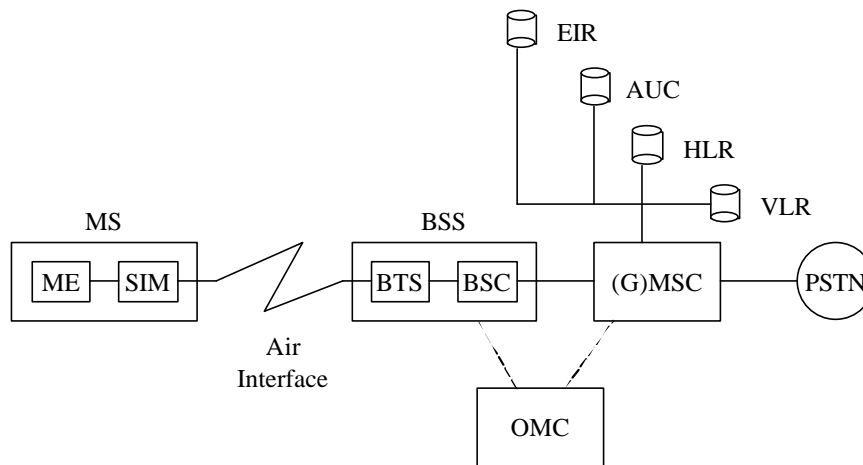 EIR
AUC
HLR
VLR
MS
BSS
ME
SIM
BTS
BSC
(G)MSC
PSTN
Air
Interface
OMC